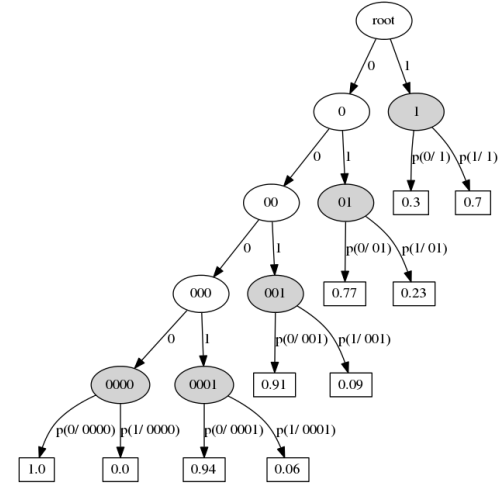 root
0 1
0 1
0 1 p(0/ 1) p(1/ 1)
00 01 0.3 0.7
0 1 p(0/ 01) p(1/ 01)
000 001 0.77 0.23
0 1 p(0/ 001) p(1/ 001)
0000 0001 0.91 0.09
p(0/ 0000) p(1/ 0000) p(0/ 0001) p(1/ 0001)
1.0 0.0 0.94 0.06